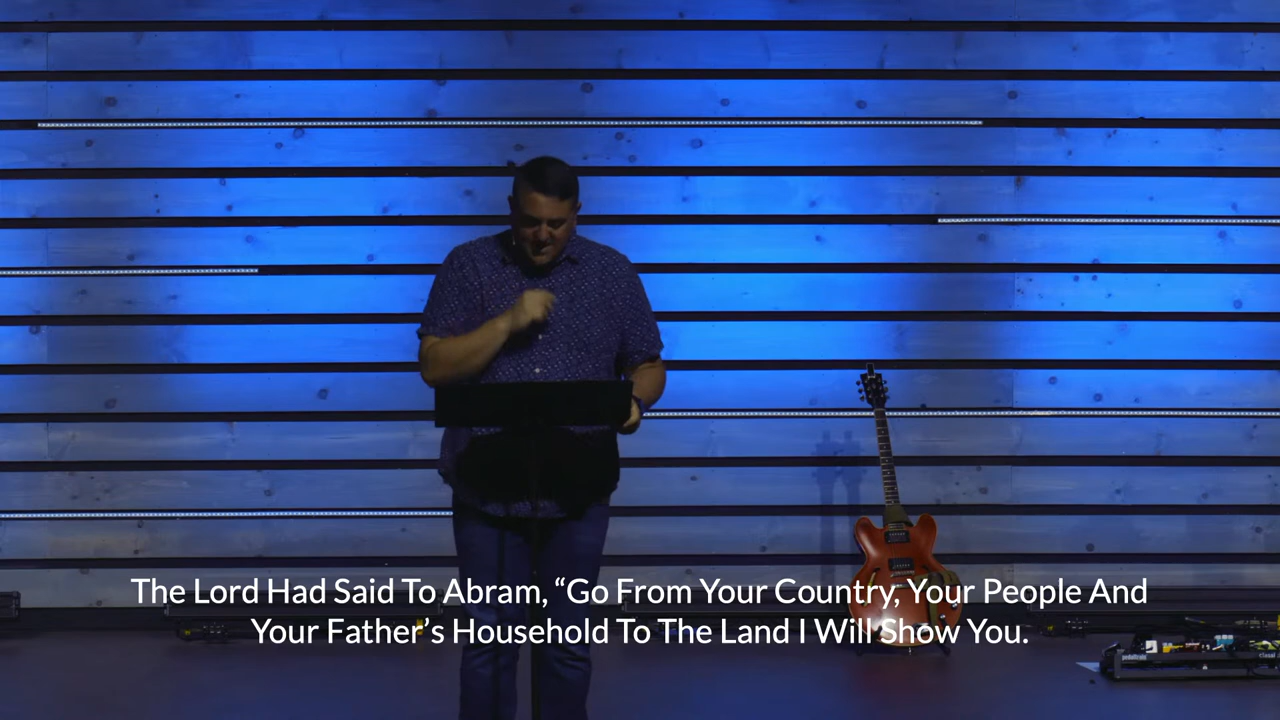 The Lord Had Said To Abram, “Go From Your Country, Your People And
Your Father’s Household To The Land I Will Show You.
pedaltrain